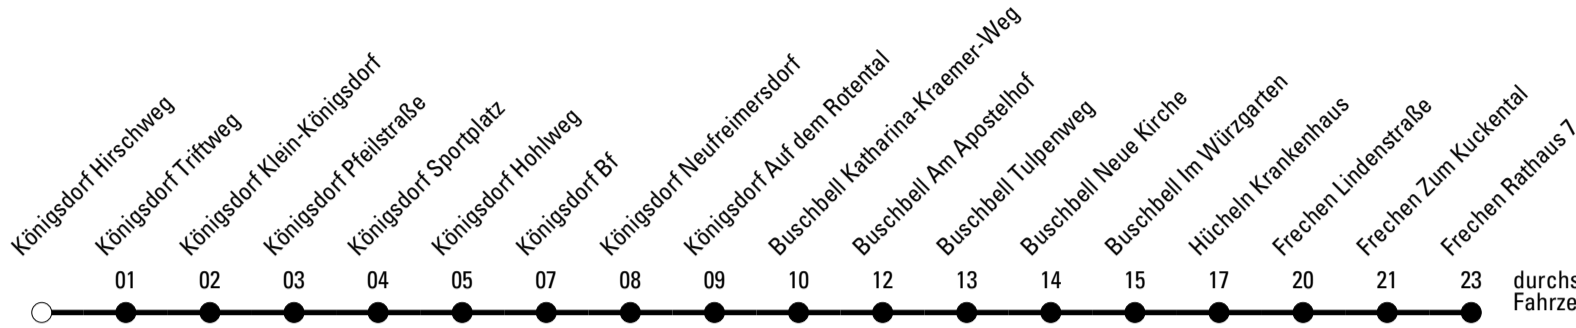 Königsdorf Hirschweg
Königsdorf Triftweg
Königsdorf Klein-Königsdorf
Königsdorf Pfeilstraße
Königsdorf Sportplatz
Königsdorf Hohlweg
Königsdorf Bf
Königsdorf Neufreimersdorf
Königsdorf Auf dem Rotental
Buschbell Katharina-Kraemer-Weg
Buschbell Am Apostelhof
Buschbell Tulpenweg
Buschbell Neue Kirche
Buschbell Im Würzgarten
Hücheln Krankenhaus
Frechen Lindenstraße
Frechen Zum Kuckental
Frechen Rathaus 7
01 02 03 04 05 07 08 09 10 12 13 14 15 17 20 21 23
durchs
Fahrze